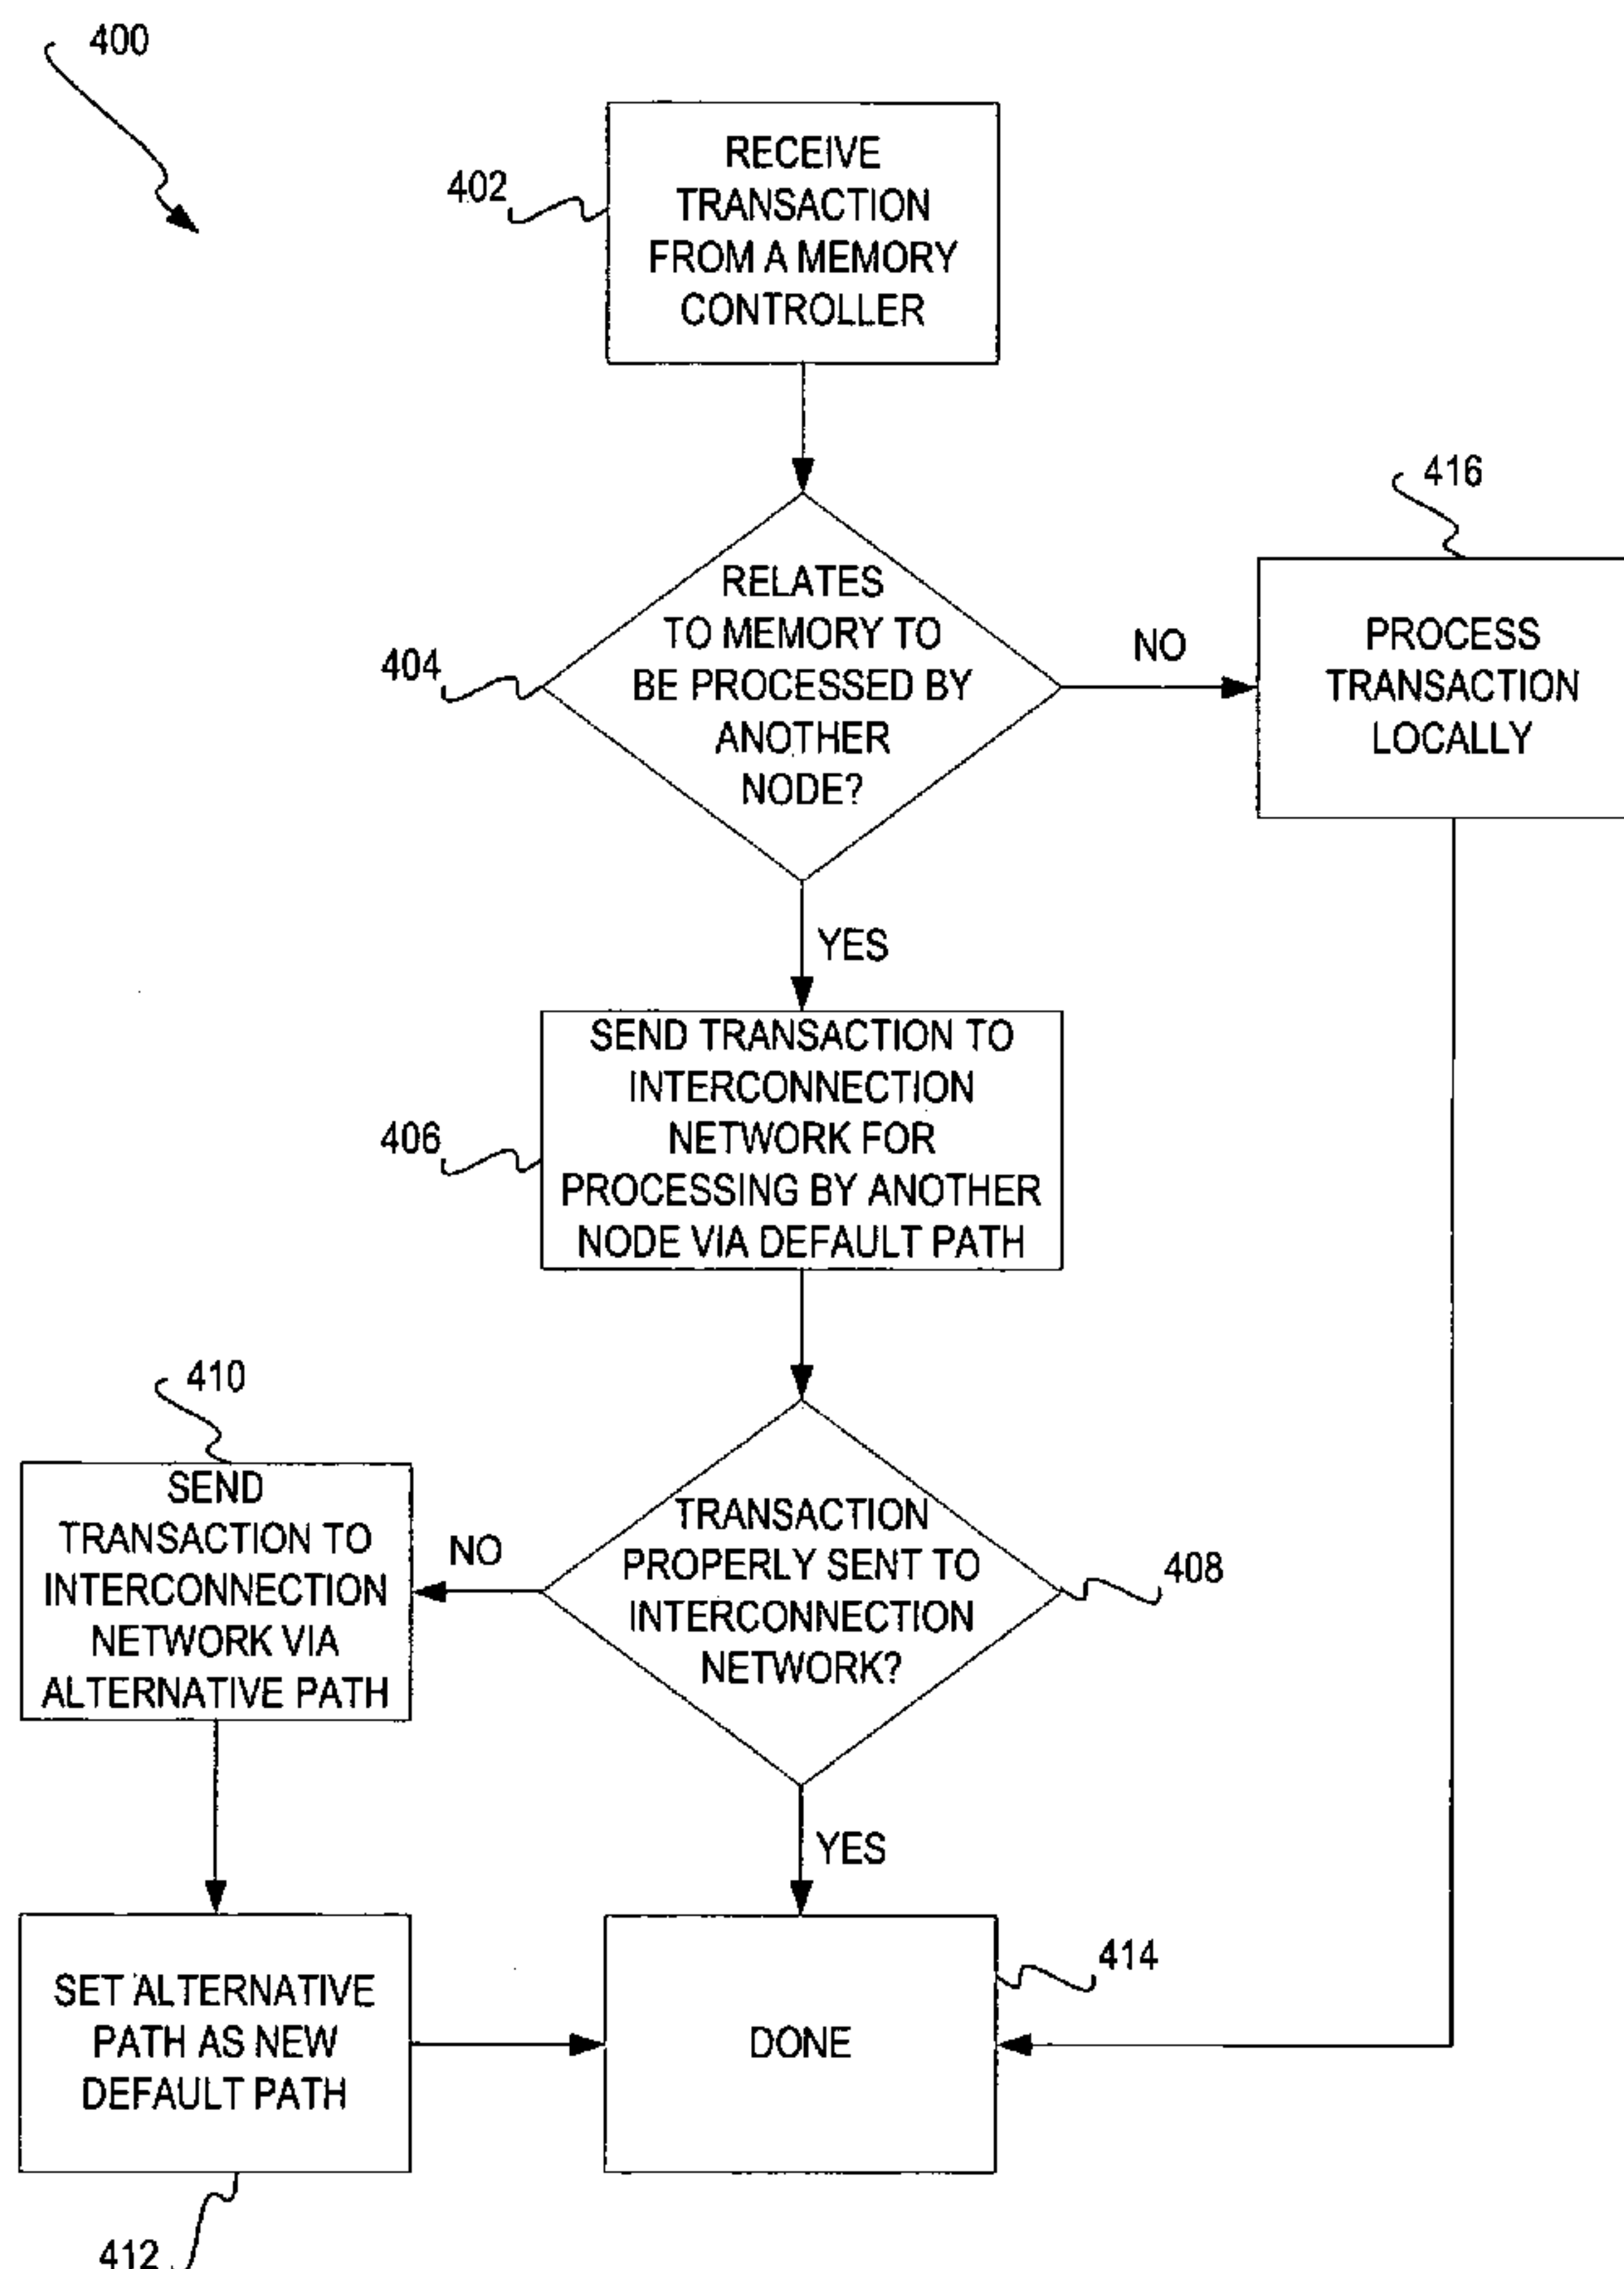 400
402
RECEIVE
TRANSACTION
FROM A MEMORY
CONTROLLER
404
RELATES
TO MEMORY TO
BE PROCESSED BY
ANOTHER
NODE?
NO
416
PROCESS
TRANSACTION
LOCALLY
YES
406
SEND TRANSACTION TO
INTERCONNECTION
NETWORK FOR
PROCESSING BY ANOTHER
NODE VIA DEFAULT PATH
408
TRANSACTION
PROPERLY SENT TO
INTERCONNECTION
NETWORK?
NO
410
SEND
TRANSACTION TO
INTERCONNECTION
NETWORK VIA
ALTERNATIVE PATH
YES
412
SET ALTERNATIVE
PATH AS NEW
DEFAULT PATH
414
DONE